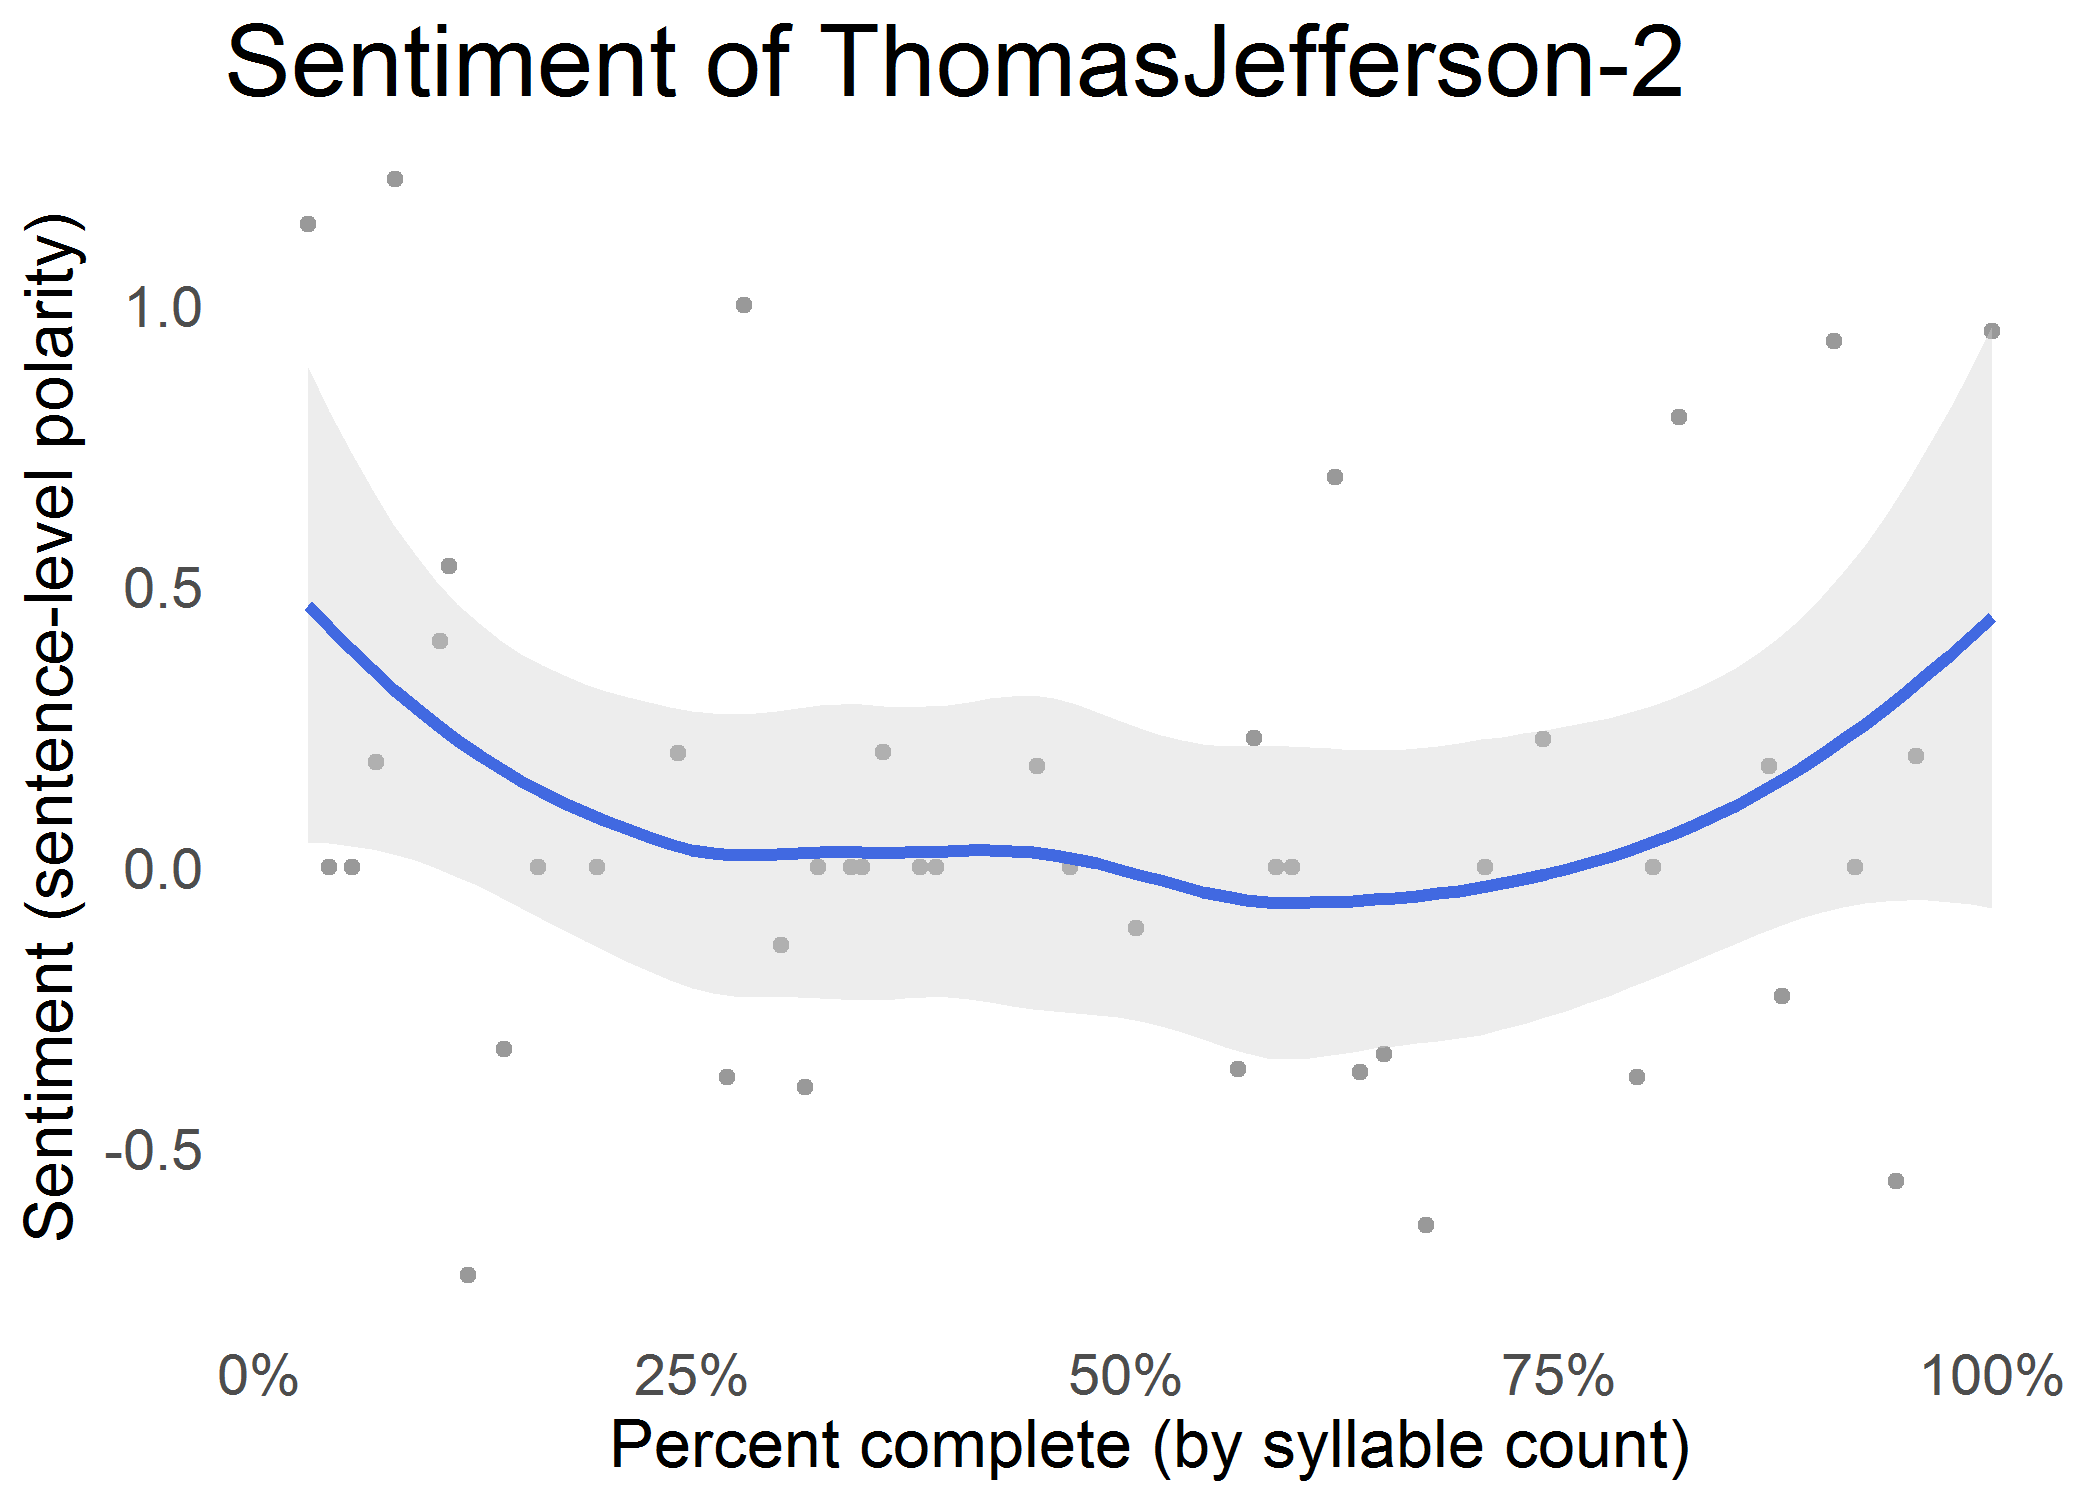 Sentiment of ThomasJefferson-2
Sentiment (sentence-level polarity)
1.0
0.5
0.0
-0.5
0% 25% 50% 75% 100%
Percent complete (by syllable count)